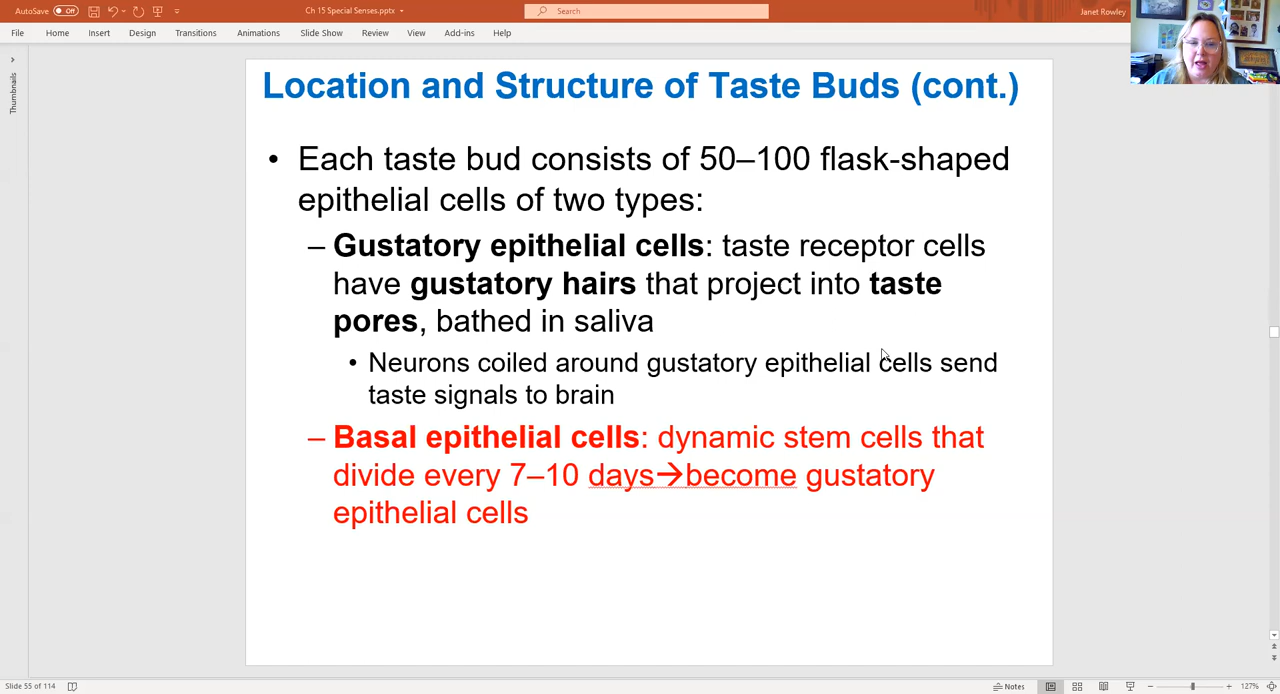 AutoSave Off
Ch 15 Special Senses.pptx
Search
Janet Rowley
File Home Insert Design Transitions Animations Slide Show Review View Add-ins Help
Thumbnails
Location and Structure of Taste Buds (cont.)
• Each taste bud consists of 50–100 flask-shaped
epithelial cells of two types:
– Gustatory epithelial cells: taste receptor cells
have gustatory hairs that project into taste
pores, bathed in saliva
• Neurons coiled around gustatory epithelial cells send
taste signals to brain
– Basal epithelial cells: dynamic stem cells that
divide every 7–10 days→become gustatory
epithelial cells
Slide 55 of 114
Notes
127%